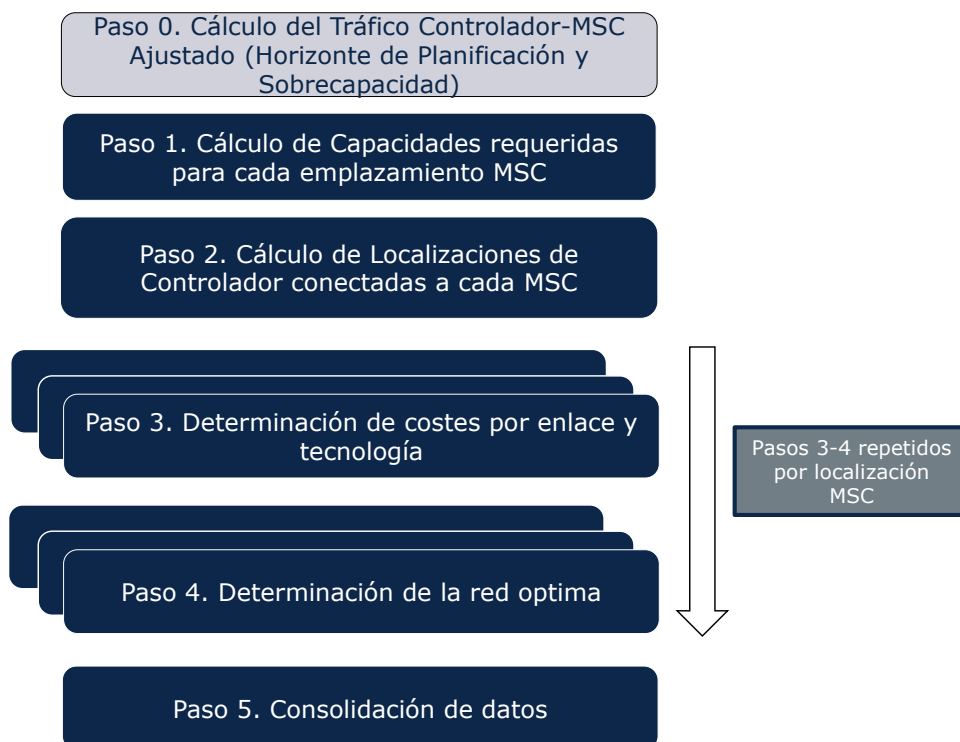 Paso 0. Cálculo del Tráfico Controlador-MSC
Ajustado (Horizonte de Planificación y
Sobrecapacidad)
Paso 1. Cálculo de Capacidades requeridas
para cada emplazamiento MSC
Paso 2. Cálculo de Localizaciones de
Controlador conectadas a cada MSC
Paso 3. Determinación de costes por enlace y
tecnología
Pasos 3-4 repetidos
por localización
MSC
Paso 4. Determinación de la red optima
Paso 5. Consolidación de datos